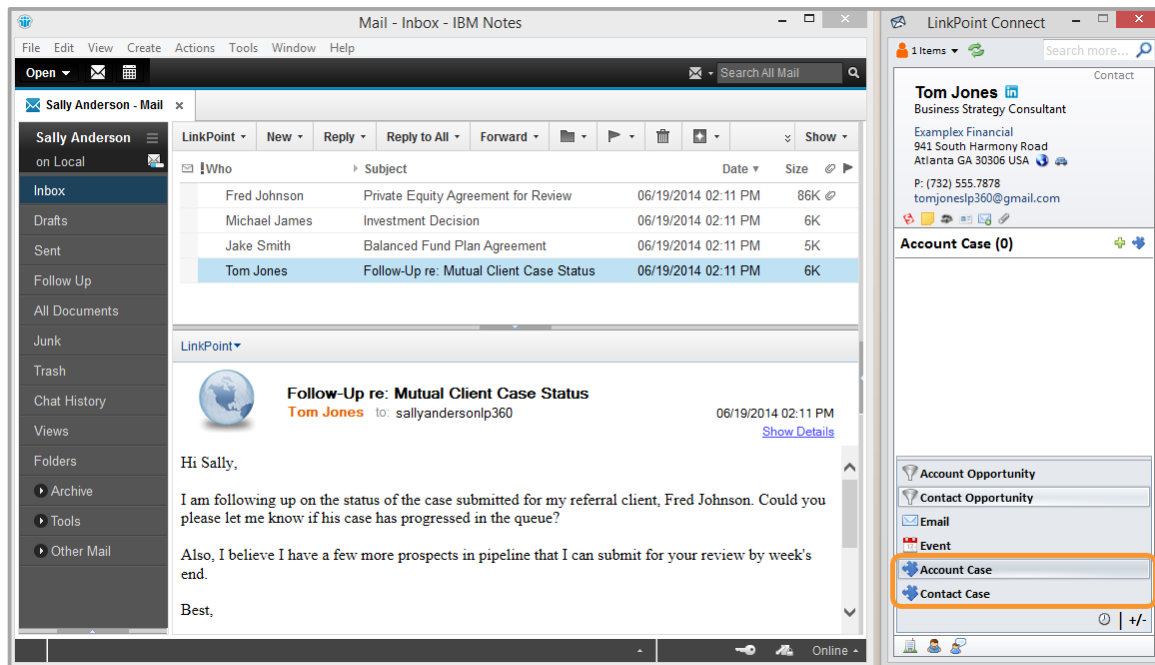 Mail - Inbox - IBM Notes
File Edit View Create Actions Tools Window Help
Open
Search All Mail
Sally Anderson - Mail x
Sally Anderson
on Local
Inbox
Drafts
Sent
Follow Up
All Documents
Junk
Trash
Chat History
Views
Folders
Archive
Tools
Other Mail
LinkPoint New Reply Reply to All Forward Show
! Who Subject Date Size
Fred Johnson Private Equity Agreement for Review 06/19/2014 02:11 PM 86K
Michael James Investment Decision 06/19/2014 02:11 PM 6K
Jake Smith Balanced Fund Plan Agreement 06/19/2014 02:11 PM 5K
Tom Jones Follow-Up re: Mutual Client Case Status 06/19/2014 02:11 PM 6K
LinkPoint
Follow-Up re: Mutual Client Case Status
Tom Jones to: sallyandersonlp360 06/19/2014 02:11 PM
Show Details
Hi Sally,
I am following up on the status of the case submitted for my referral client, Fred Johnson. Could you
please let me know if his case has progressed in the queue?
Also, I believe I have a few more prospects in pipeline that I can submit for your review by week's
end.
Best,
Online
LinkPoint Connect
1 Items Search more...
Contact
Tom Jones in
Business Strategy Consultant
Examplex Financial
941 South Harmony Road
Atlanta GA 30306 USA
P: (732) 555.7878
tomjoneslp360@gmail.com
Account Case (0)
Account Opportunity
Contact Opportunity
Email
Event
Account Case
Contact Case
+/-